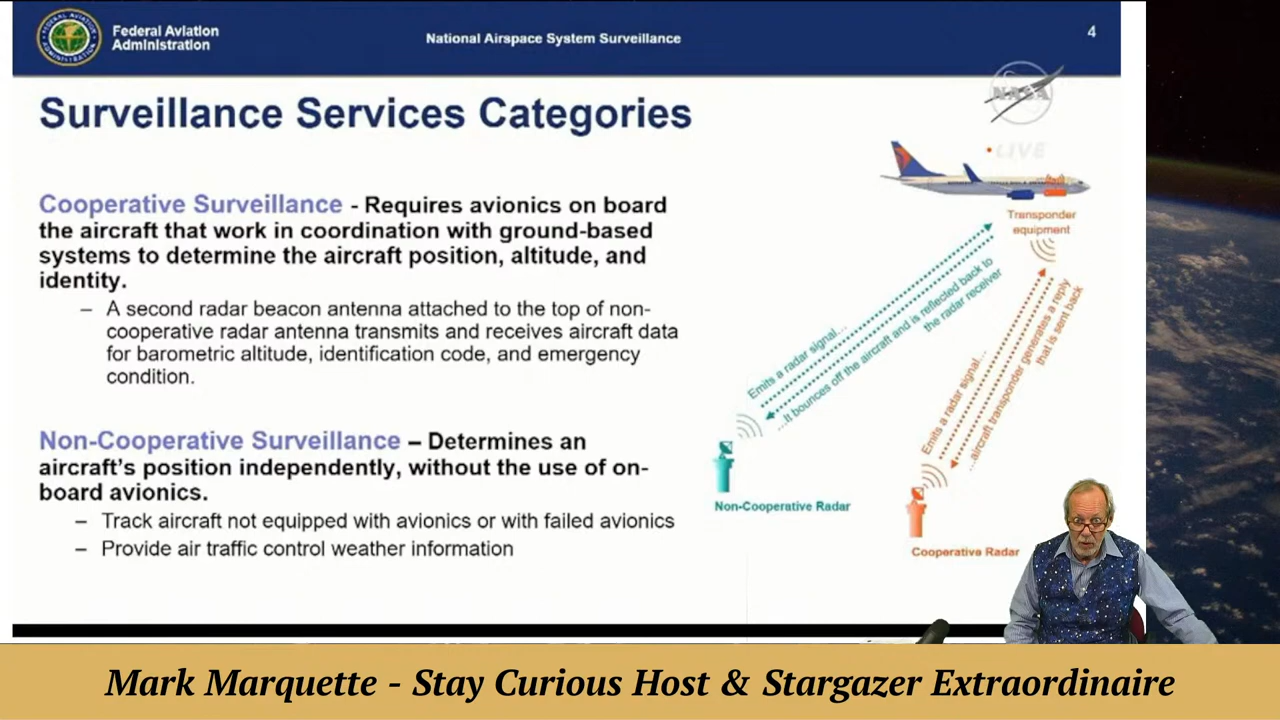 Federal Aviation
Administration
National Airspace System Surveillance
4
NASA
LIVE
Surveillance Services Categories
Cooperative Surveillance - Requires avionics on board
the aircraft that work in coordination with ground-based
systems to determine the aircraft position, altitude, and
identity.
– A second radar beacon antenna attached to the top of non-
cooperative radar antenna transmits and receives aircraft data
for barometric altitude, identification code, and emergency
condition.
Non-Cooperative Surveillance – Determines an
aircraft's position independently, without the use of on-
board avionics.
– Track aircraft not equipped with avionics or with failed avionics
– Provide air traffic control weather information
Transponder
equipment
Emits a radar signal...
...It bounces off the aircraft and is reflected back to
the radar receiver
Emits a radar signal...
...aircraft transponder generates a reply
that is sent back
Non-Cooperative Radar
Cooperative Radar
Mark Marquette - Stay Curious Host & Stargazer Extraordinaire